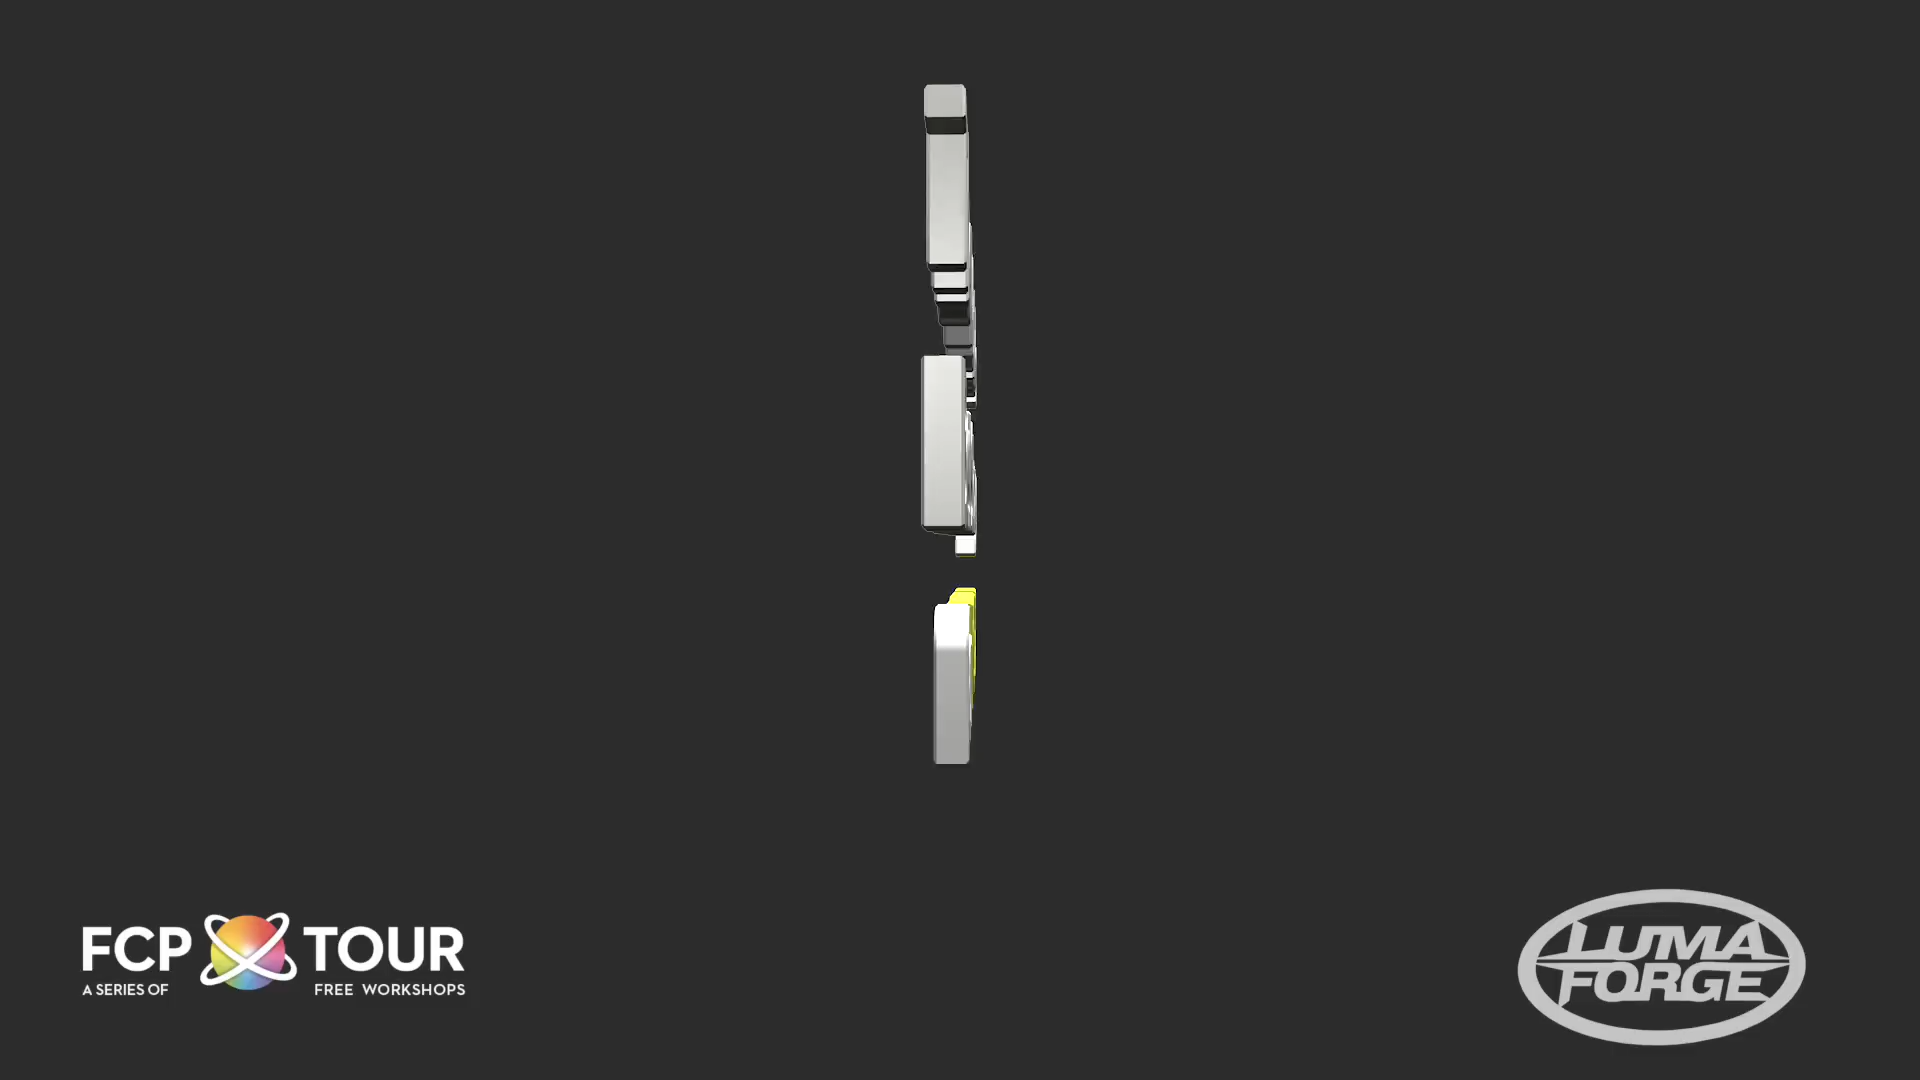 FCP TOUR
A SERIES OF FREE WORKSHOPS
LUMA
FORGE